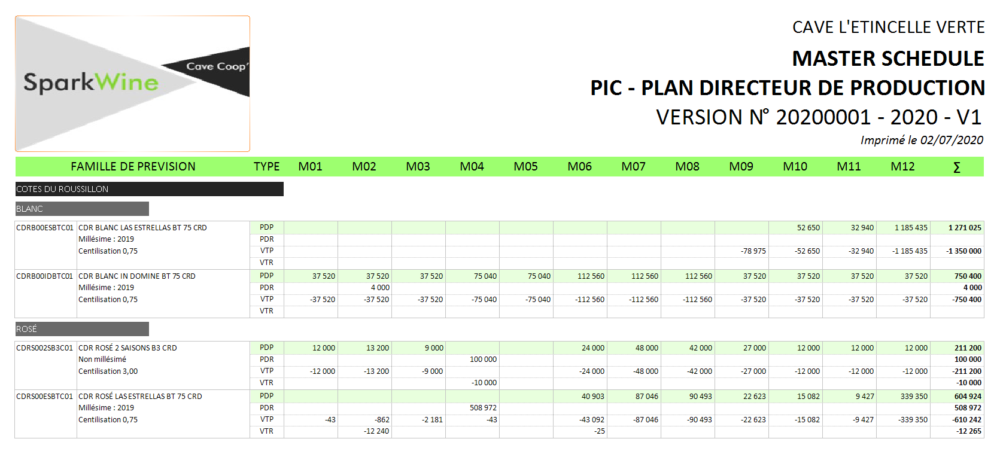 SparkWine
Cave Coop'
CAVE L'ETINCELLE VERTE
MASTER SCHEDULE
PIC - PLAN DIRECTEUR DE PRODUCTION
VERSION N° 20200001 - 2020 - V1
Imprimé le 02/07/2020
FAMILLE DE PREVISION TYPE M01 M02 M03 M04 M05 M06 M07 M08 M09 M10 M11 M12 Σ
COTES DU ROUSSILLON
BLANC
CDRB00ESBTC01 CDR BLANC LAS ESTRELLAS BT 75 CRD PDP 52 650 32 940 1 185 435 1 271 025
Millésime : 2019 PDR
Centilisation 0,75 VTP -78 975 -52 650 -32 940 -1 185 435 -1 350 000
VTR
CDRB00IDBTC01 CDR BLANC IN DOMINE BT 75 CRD PDP 37 520 37 520 37 520 75 040 75 040 112 560 112 560 112 560 37 520 37 520 37 520 37 520 750 400
Millésime : 2019 PDR 4 000 4 000
Centilisation 0,75 VTP -37 520 -37 520 -37 520 -75 040 -75 040 -112 560 -112 560 -112 560 -37 520 -37 520 -37 520 -37 520 -750 400
VTR
ROSÉ
CDRS002SB3C01 CDR ROSÉ 2 SAISONS B3 CRD PDP 12 000 13 200 9 000 24 000 48 000 42 000 27 000 12 000 12 000 12 000 211 200
Non millésimé PDR 100 000 100 000
Centilisation 3,00 VTP -12 000 -13 200 -9 000 -24 000 -48 000 -42 000 -27 000 -12 000 -12 000 -12 000 -211 200
VTR -10 000 -10 000
CDRS00ESBTC01 CDR ROSÉ LAS ESTRELLAS BT 75 CRD PDP 40 903 87 046 90 493 22 623 15 082 9 427 339 350 604 924
Millésime : 2019 PDR 508 972 508 972
Centilisation 0,75 VTP -43 -862 -2 181 -43 -43 092 -87 046 -90 493 -22 623 -15 082 -9 427 -339 350 -610 242
VTR -12 240 -25 -12 265